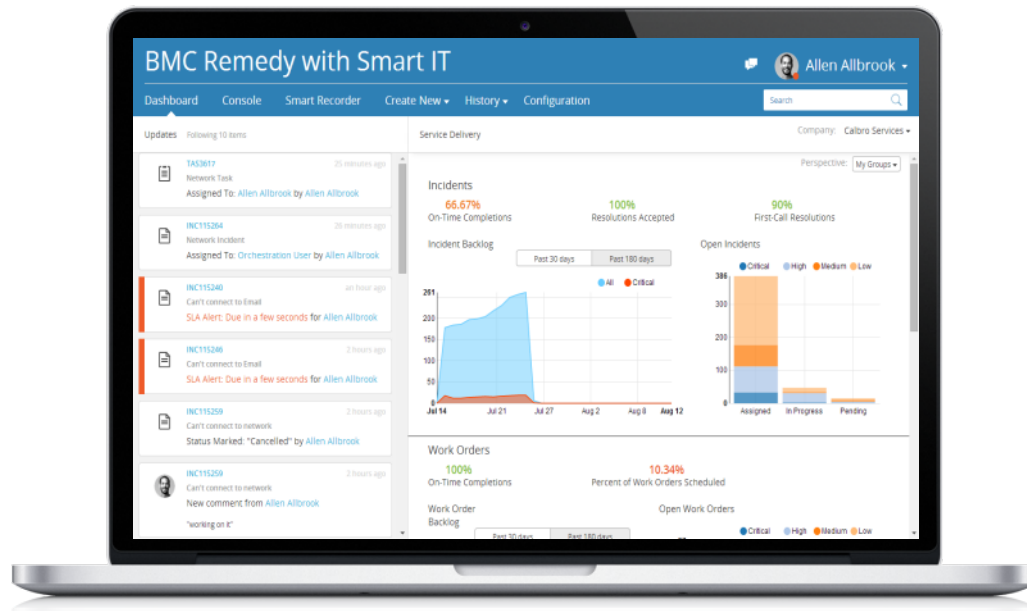 BMC Remedy with Smart IT
Allen Allbrook
Dashboard Console Smart Recorder Create New History Configuration
Search
Updates Following 10 items
TAS3617 25 minutes ago
Network Task
Assigned To: Allen Allbrook by Allen Allbrook
INC115264 26 minutes ago
Network Incident
Assigned To: Orchestration User by Allen Allbrook
INC115240 an hour ago
Can't connect to Email
SLA Alert: Due in a few seconds for Allen Allbrook
INC115246 2 hours ago
Can't connect to Email
SLA Alert: Due in a few seconds for Allen Allbrook
INC115259 2 hours ago
Can't connect to network
Status Marked: "Cancelled" by Allen Allbrook
INC115259 2 hours ago
Can't connect to network
New comment from Allen Allbrook
"working on it"
Service Delivery
Company: Calbro Services
Perspective: My Groups
Incidents
66.67% 100% 90%
On-Time Completions Resolutions Accepted First-Call Resolutions
Incident Backlog
Past 30 days Past 180 days
All Critical
261
200
150
100
50
0
Jul 14 Jul 21 Jul 27 Aug 2 Aug 8 Aug 12
Open Incidents
Critical High Medium Low
386
300
200
100
0
Assigned In Progress Pending
Work Orders
100% 10.34%
On-Time Completions Percent of Work Orders Scheduled
Work Order
Backlog
Past 30 days Past 180 days
Open Work Orders
Critical High Medium Low